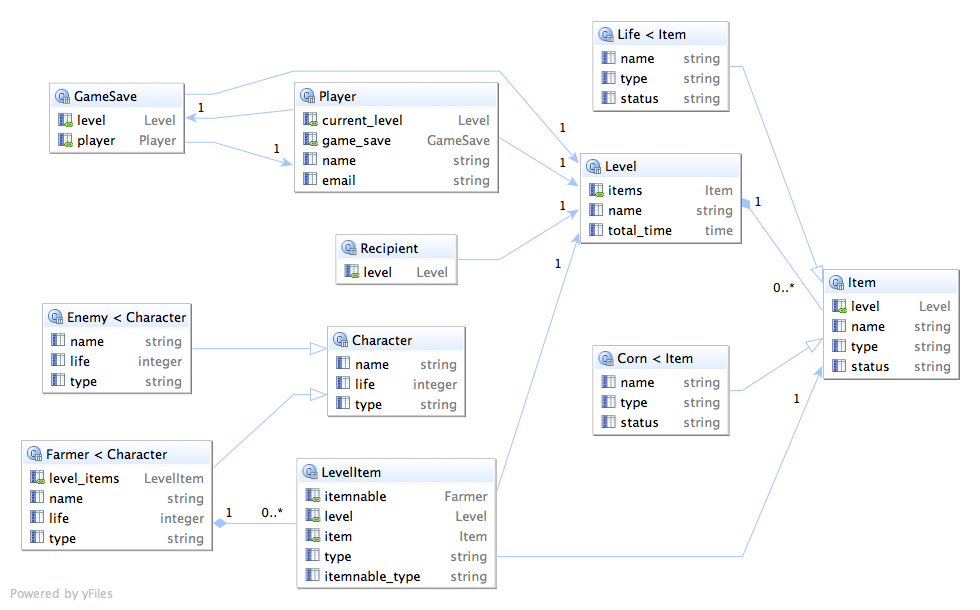 Life < Item
name string
type string
status string
GameSave
level Level
player Player
1
1
Player
current_level Level
game_save GameSave
name string
email string
1
1
1
1
Level
items Item
name string
total_time time
1
0..*
Recipient
level Level
Item
level Level
name string
type string
status string
Enemy < Character
name string
life integer
type string
Character
name string
life integer
type string
Corn < Item
name string
type string
status string
1
Farmer < Character
level_items LevelItem
name string
life integer
type string
1
0..*
LevelItem
itemnable Farmer
level Level
item Item
type string
itemnable_type string
Powered by yFiles